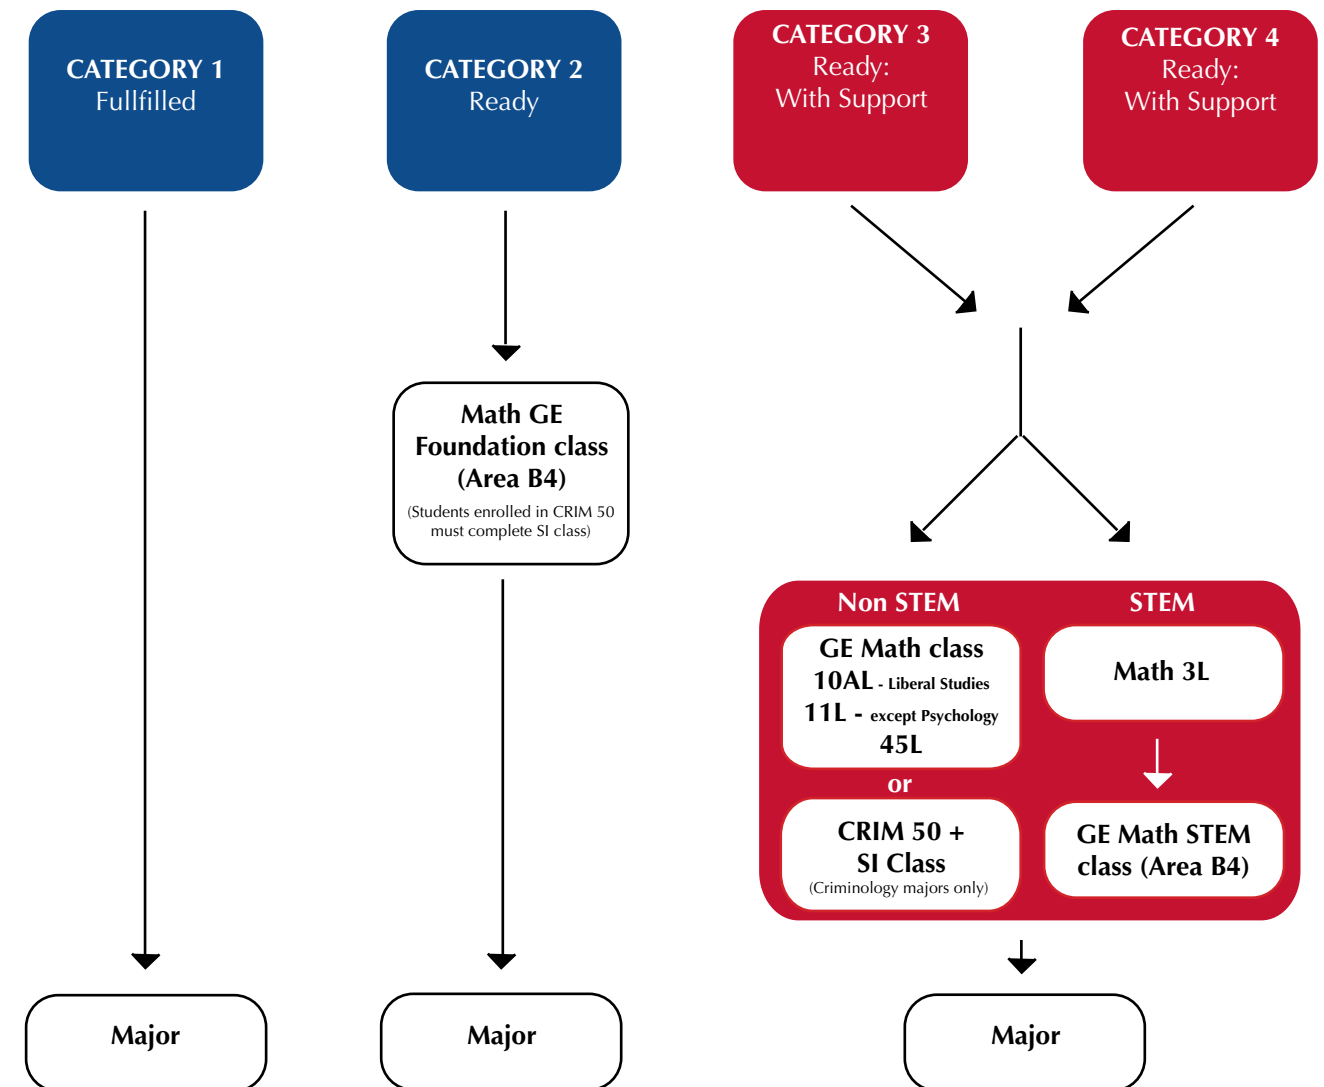 CATEGORY 1
Fullfilled
CATEGORY 2
Ready
CATEGORY 3
Ready:
With Support
CATEGORY 4
Ready:
With Support
Math GE
Foundation class
(Area B4)
(Students enrolled in CRIM 50
must complete SI class)
Non STEM
GE Math class
10AL - Liberal Studies
11L - except Psychology
45L
or
CRIM 50 +
SI Class
(Criminology majors only)
STEM
Math 3L
GE Math STEM
class (Area B4)
Major
Major
Major